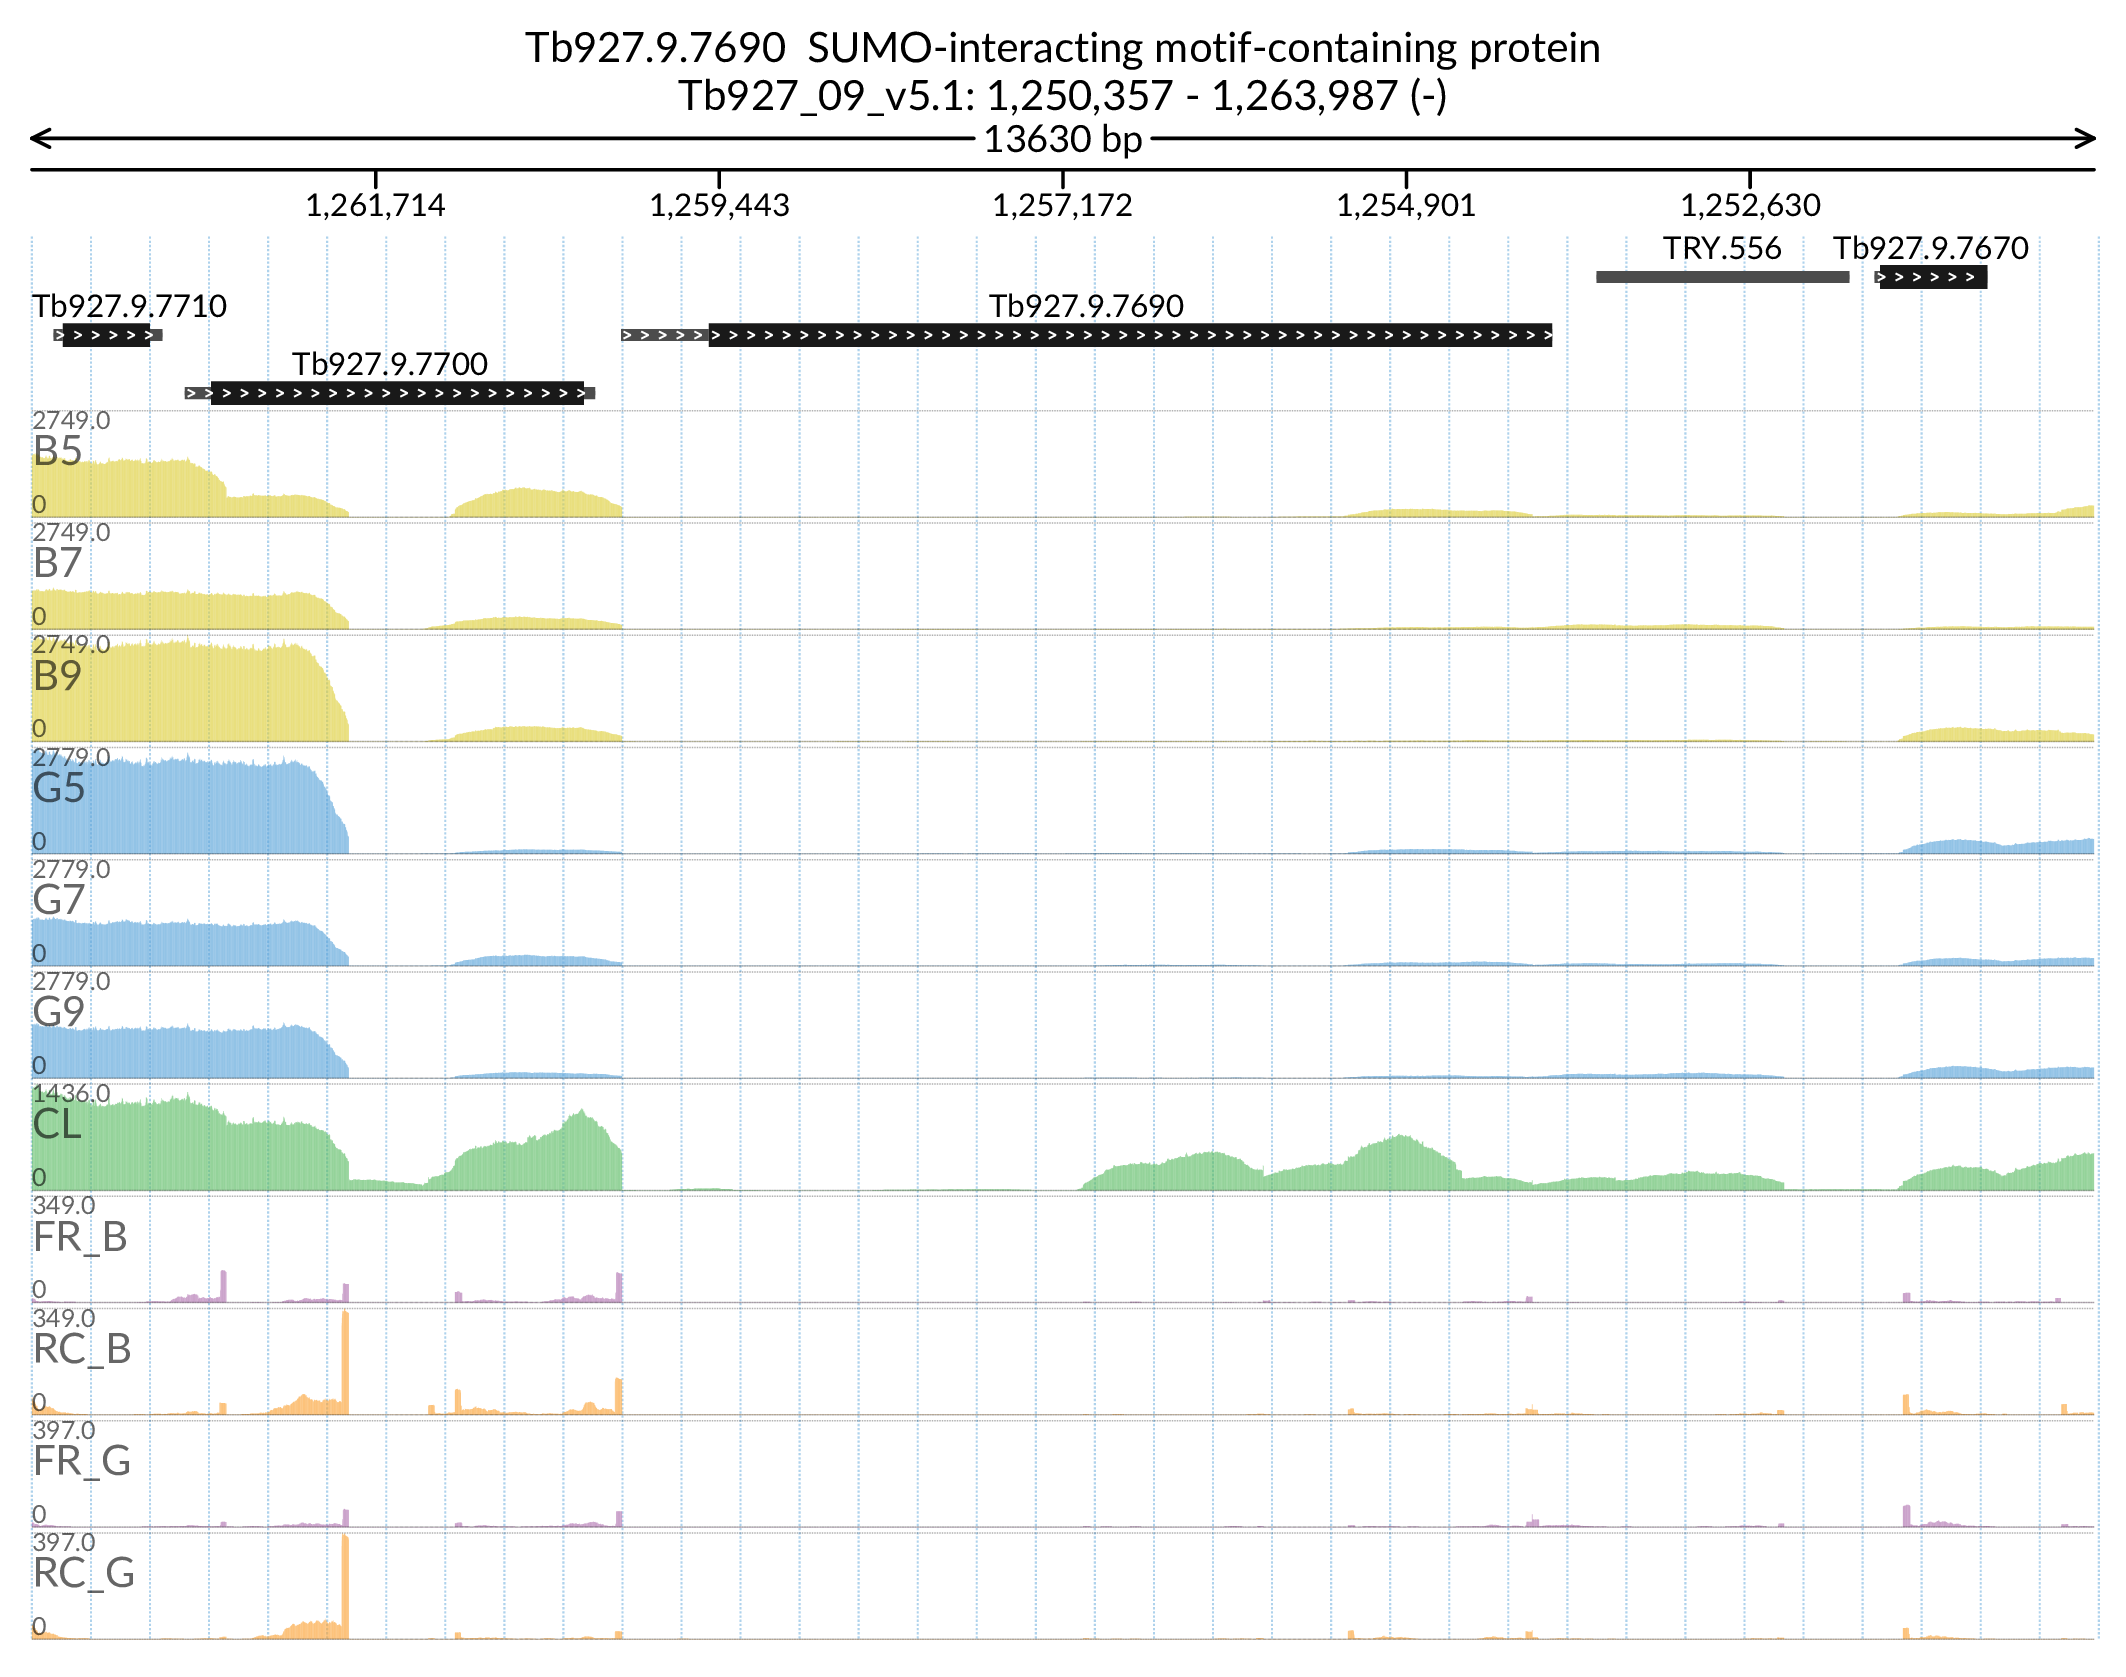 Tb927.9.7690  SUMO-interacting motif-containing protein
Tb927_09_v5.1: 1,250,357 - 1,263,987 (-)
13630 bp
1,261,714
1,259,443
1,257,172
1,254,901
1,252,630
TRY.556
Tb927.9.7670
Tb927.9.7710
Tb927.9.7690
Tb927.9.7700
2749.0
B5
0
2749.0
B7
0
2749.0
B9
0
2779.0
G5
0
2779.0
G7
0
2779.0
G9
0
1436.0
CL
0
349.0
FR_B
0
349.0
RC_B
0
397.0
FR_G
0
397.0
RC_G
0